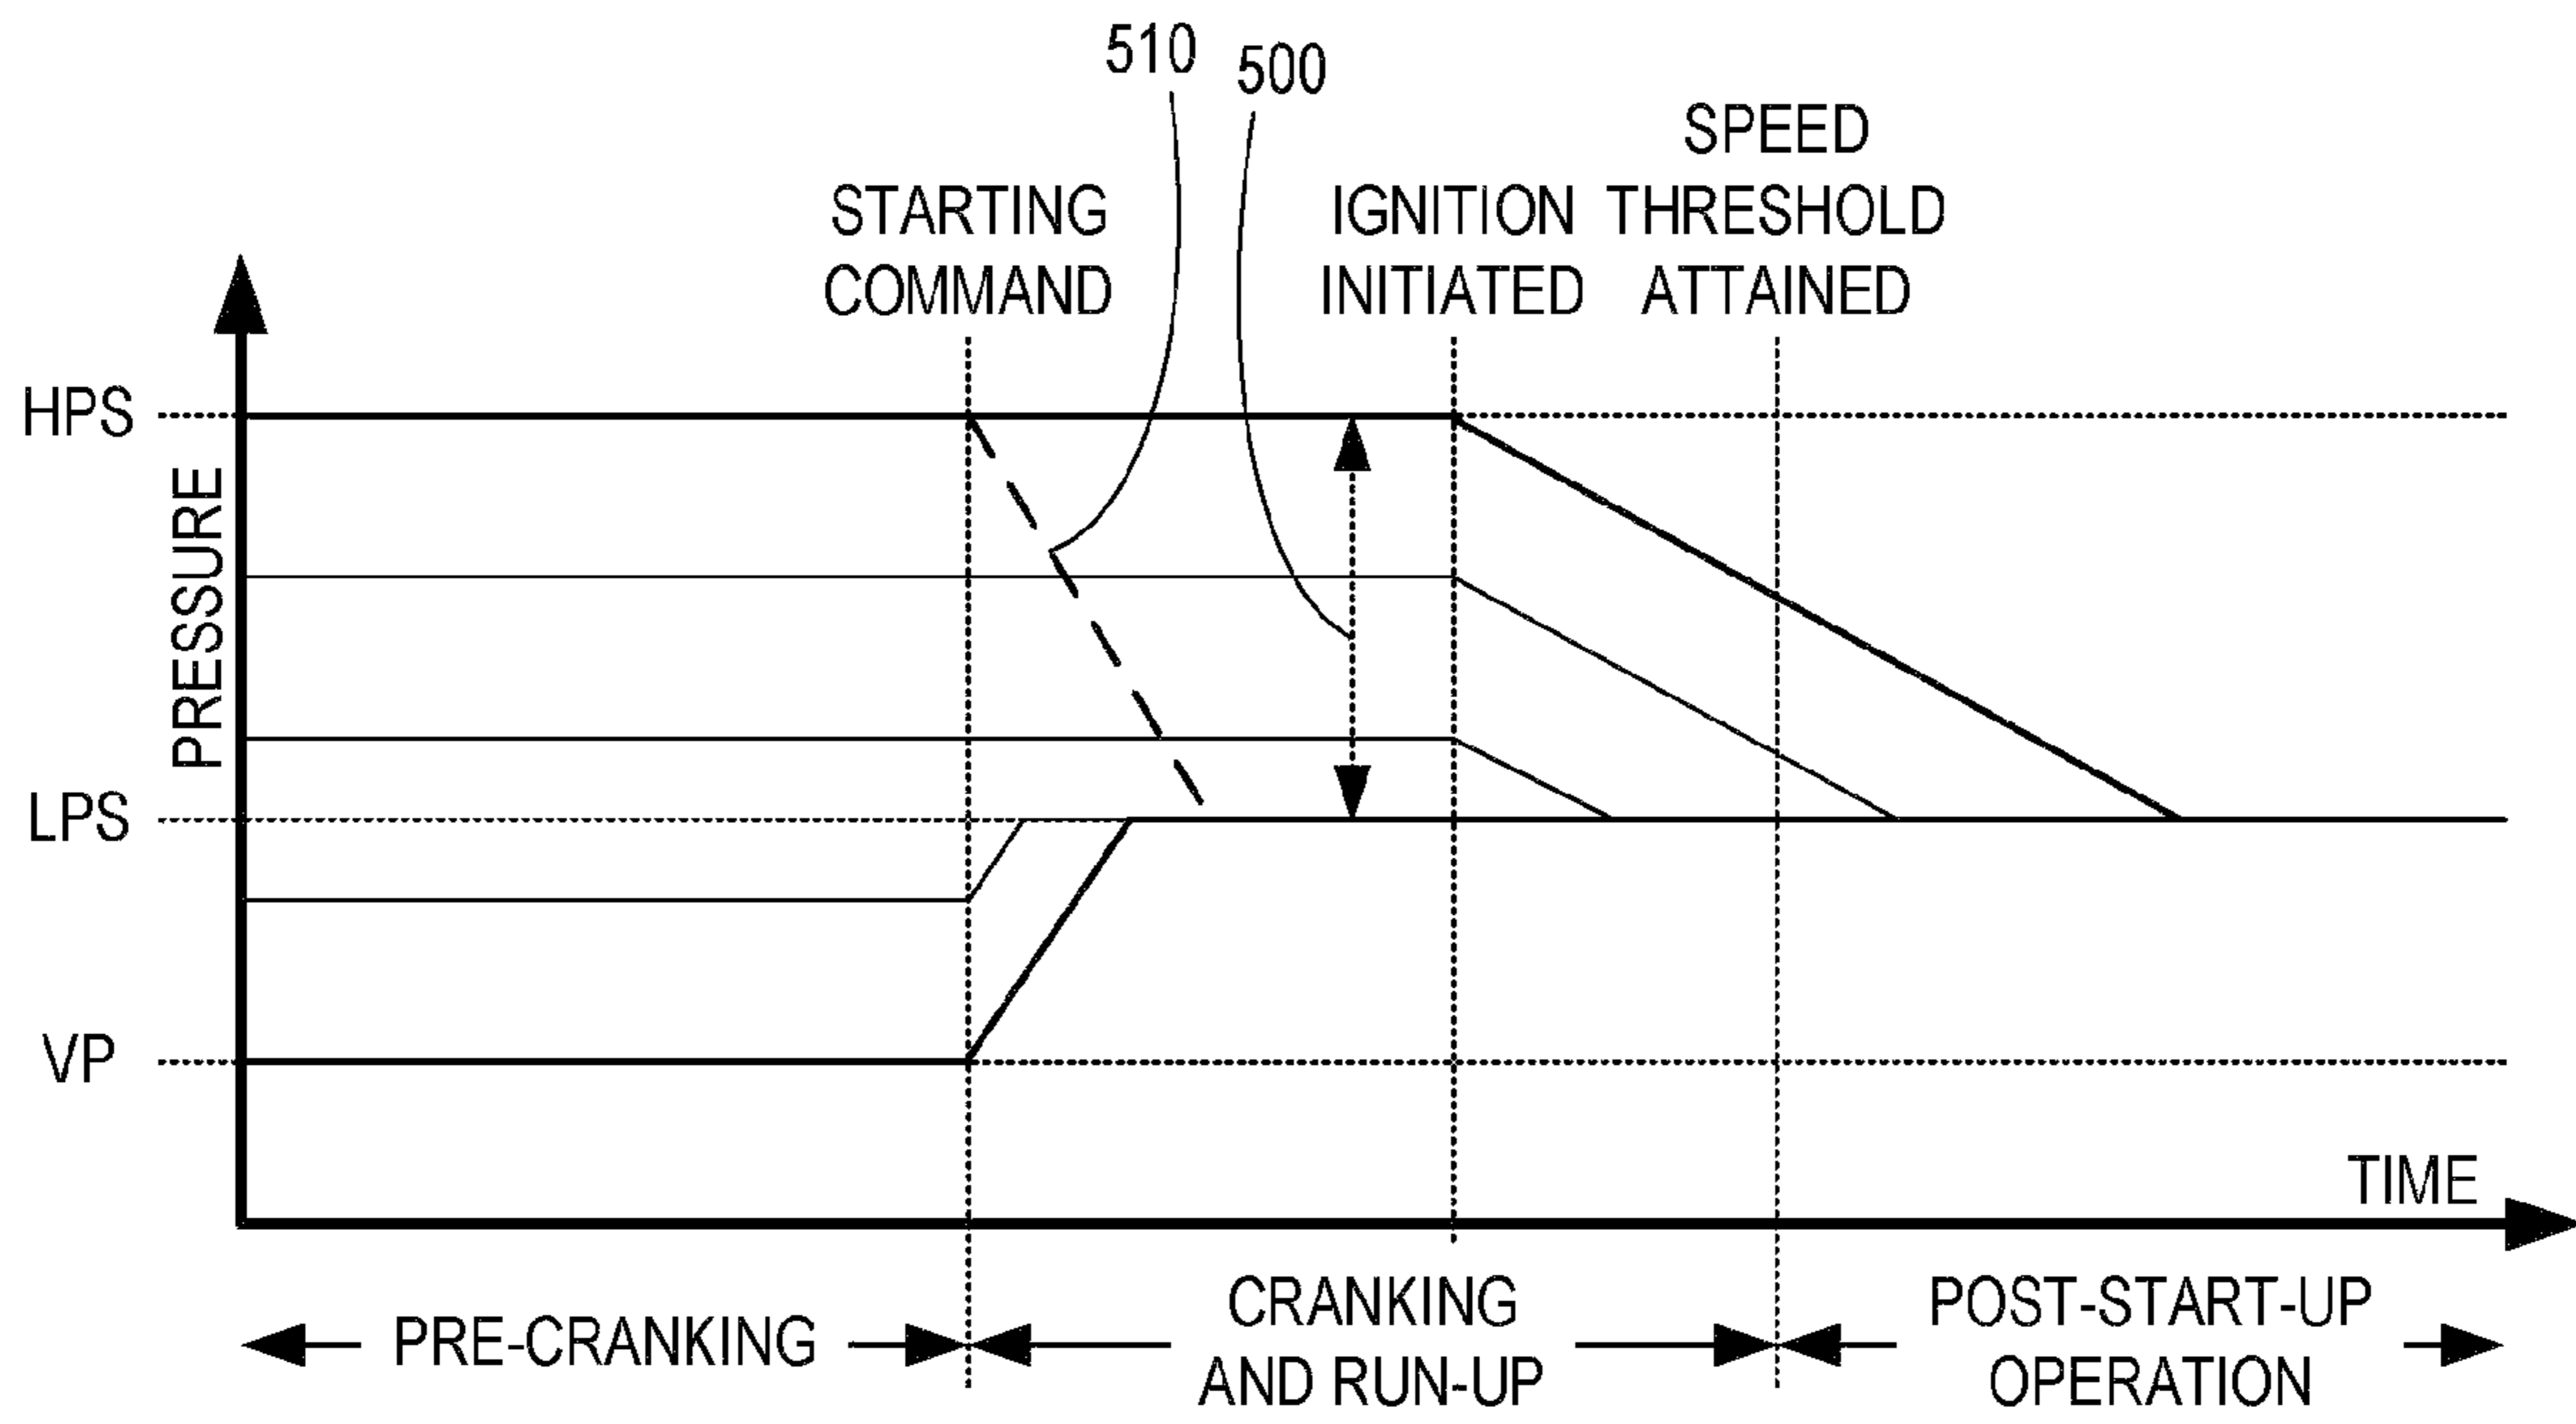 510
500
STARTING
COMMAND
IGNITION
INITIATED
SPEED
THRESHOLD
ATTAINED
HPS
PRESSURE
LPS
VP
TIME
PRE-CRANKING
CRANKING
AND RUN-UP
POST-START-UP
OPERATION